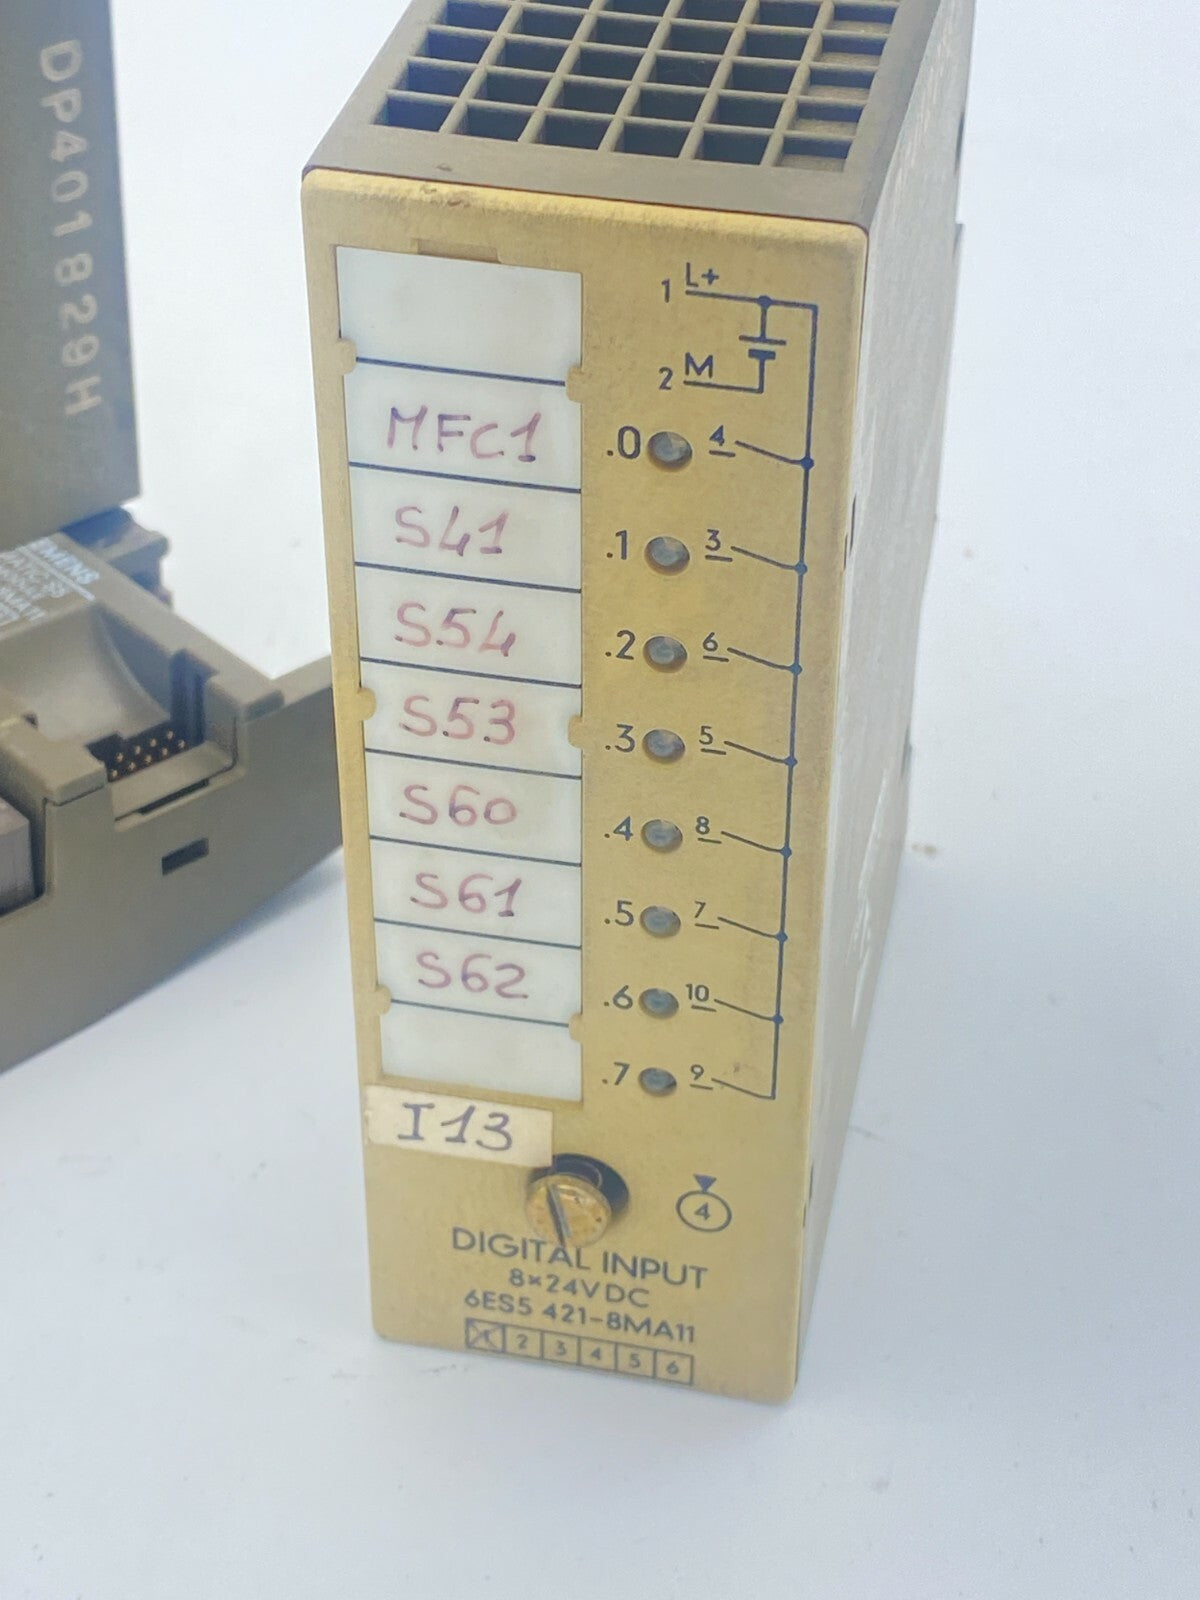 DP401829H
1 L+
2 M
MFC1
.0 4
S41
.1 3
S54
.2 6
S53
.3 5
S60
.4 8
S61
.5 7
S62
.6 10
.7 9
I13
4
DIGITAL INPUT
8×24VDC
6ES5 421-8MA11
1 2 3 4 5 6